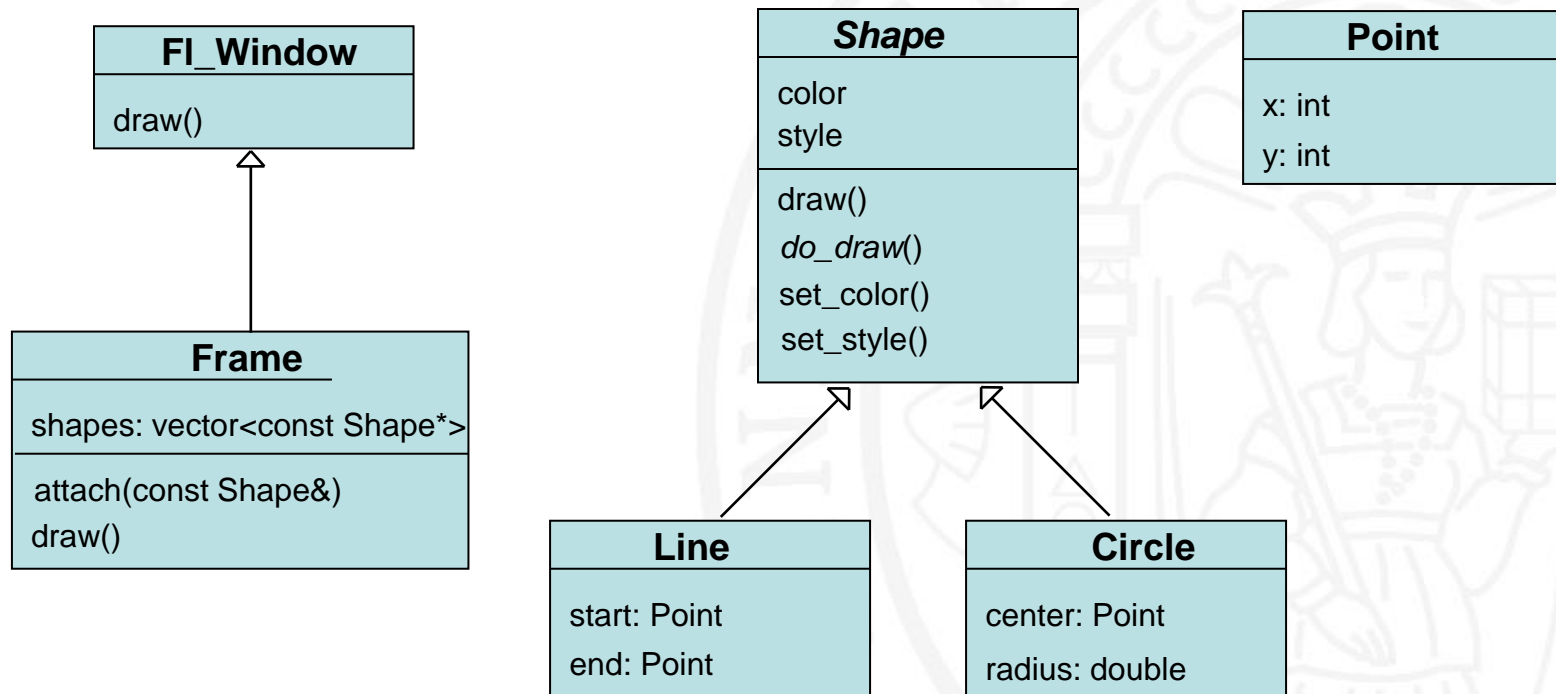 Fl_Window
draw()
Frame
shapes: vector<const Shape*>
attach(const Shape&)
draw()
Shape
color
style
draw()
do_draw()
set_color()
set_style()
Line
start: Point
end: Point
Circle
center: Point
radius: double
Point
x: int
y: int